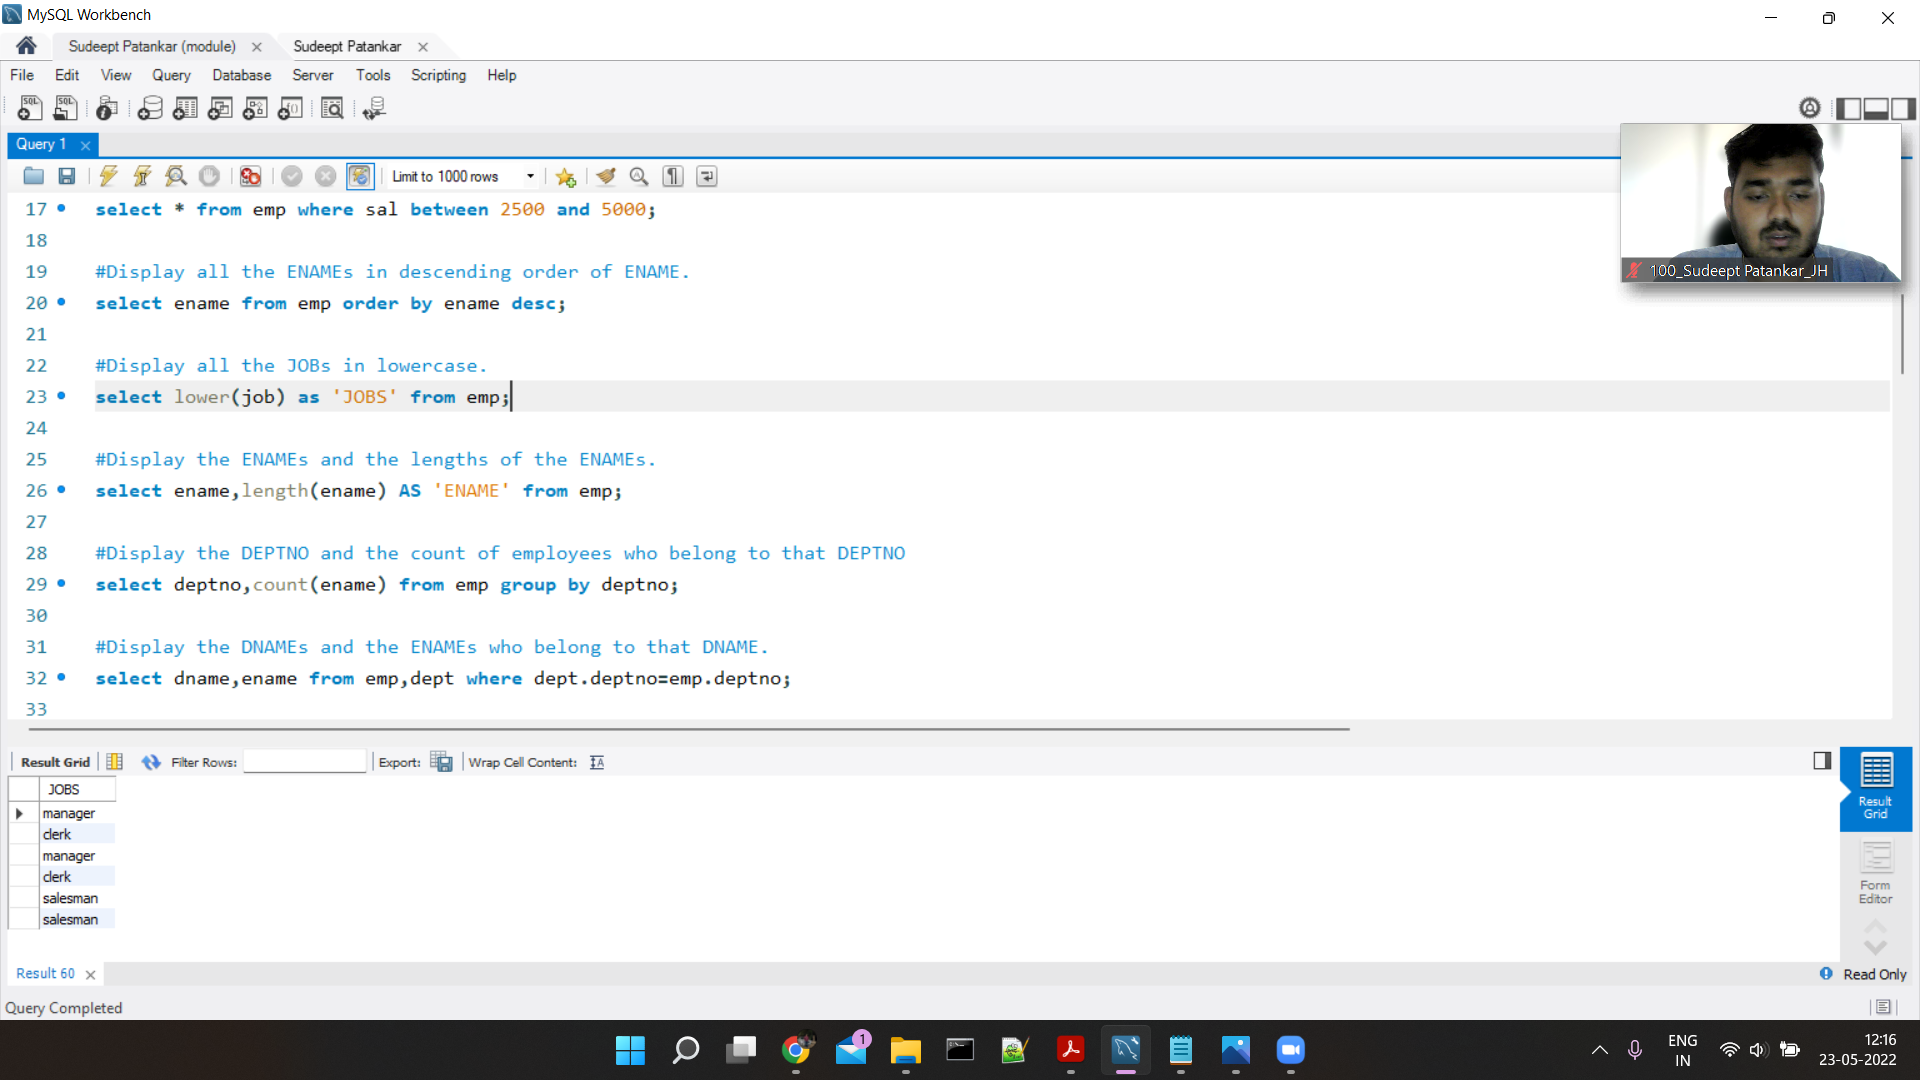 MySQL Workbench
Sudeept Patankar (module)
Sudeept Patankar
File Edit View Query Database Server Tools Scripting Help
Query 1
Limit to 1000 rows
17 select * from emp where sal between 2500 and 5000;
18
19 #Display all the ENAMEs in descending order of ENAME.
20 select ename from emp order by ename desc;
21
22 #Display all the JOBs in lowercase.
23 select lower(job) as 'JOBS' from emp;
24
25 #Display the ENAMEs and the lengths of the ENAMEs.
26 select ename,length(ename) AS 'ENAME' from emp;
27
28 #Display the DEPTNO and the count of employees who belong to that DEPTNO
29 select deptno,count(ename) from emp group by deptno;
30
31 #Display the DNAMEs and the ENAMEs who belong to that DNAME.
32 select dname,ename from emp,dept where dept.deptno=emp.deptno;
33
100_Sudeept Patankar_JH
Result Grid Filter Rows: Export: Wrap Cell Content:
JOBS
manager
clerk
manager
clerk
salesman
salesman
Result
Grid
Form
Editor
Result 60
Read Only
Query Completed
1
ENG
IN
12:16
23-05-2022